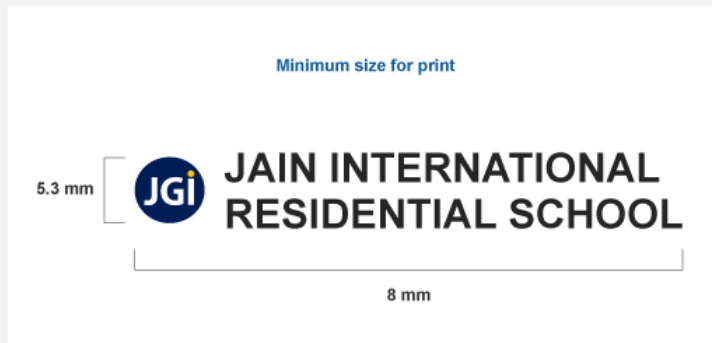 Minimum size for print
5.3 mm
JGi
JAIN INTERNATIONAL
RESIDENTIAL SCHOOL
8 mm